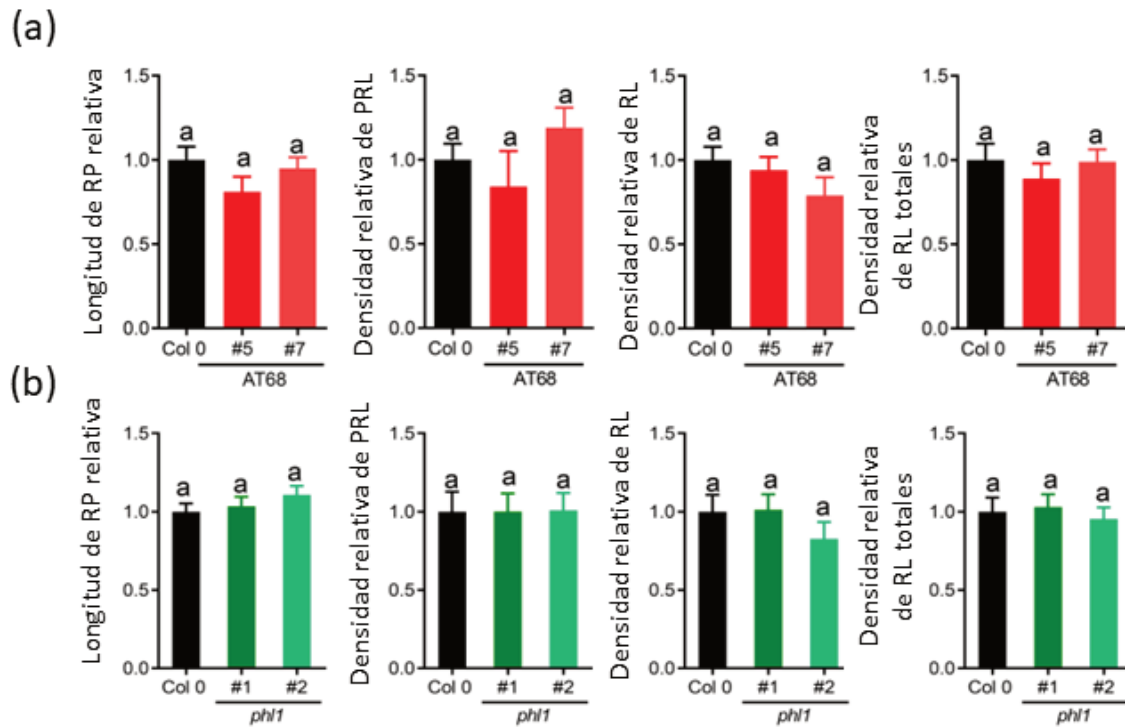 (a)
Longitud de RP relativa
1.5
1.0
0.5
0.0
a
a
a
Col 0
#5
#7
AT68
Densidad relativa de PRL
1.5
1.0
0.5
0.0
a
a
a
Col 0
#5
#7
AT68
Densidad relativa de RL
1.5
1.0
0.5
0.0
a
a
a
Col 0
#5
#7
AT68
Densidad relativa
de RL totales
1.5
1.0
0.5
0.0
a
a
a
Col 0
#5
#7
AT68
(b)
Longitud de RP relativa
1.5
1.0
0.5
0.0
a
a
a
Col 0
#1
#2
phl1
Densidad relativa de PRL
1.5
1.0
0.5
0.0
a
a
a
Col 0
#1
#2
phl1
Densidad relativa de RL
1.5
1.0
0.5
0.0
a
a
a
Col 0
#1
#2
phl1
Densidad relativa
de RL totales
1.5
1.0
0.5
0.0
a
a
a
Col 0
#1
#2
phl1